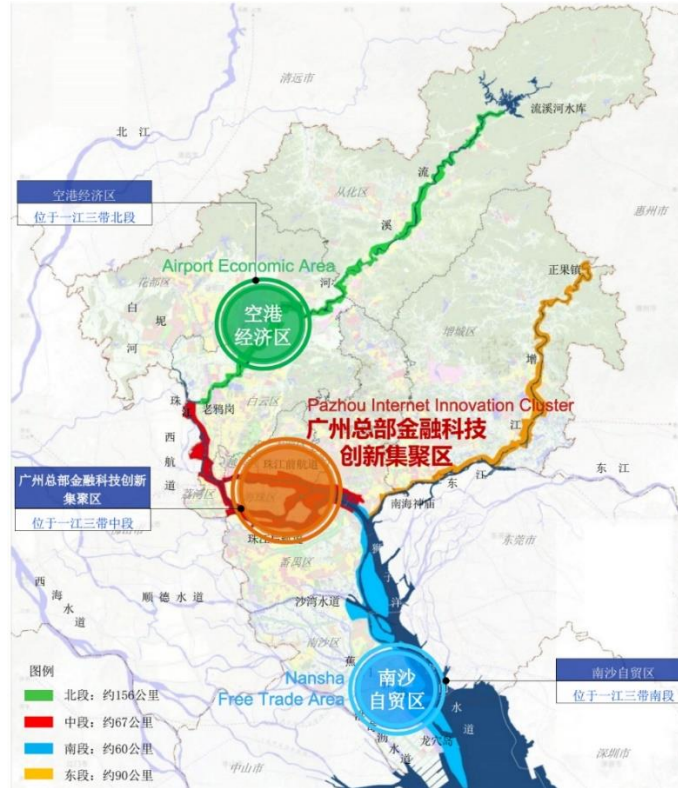 清远市
北江
流溪河水库
流
溪
河
从化区
惠州市
空港经济区
位于一江三带北段
Airport Economic Area
花都区
白
坭
河
空港
经济区
正果镇
增城区
增
江
珠
江
西
航
道
老鸦岗
白云区
Pazhou Internet Innovation Cluster
广州总部金融科技
创新集聚区
珠江前航道
广州总部金融科技创新
集聚区
位于一江三带中段
荔湾区
东江
东江
南海神庙
珠江后航道
番禺区
狮
子
洋
东莞市
西
海
水
道
顺德水道
沙湾水道
南沙区
蕉
Nansha
Free Trade Area
南沙
自贸区
南沙自贸区
位于一江三带南段
水
道
龙穴岛
水
道
中山市
深圳市
图例
北段：约156公里
中段：约67公里
南段：约60公里
东段：约90公里